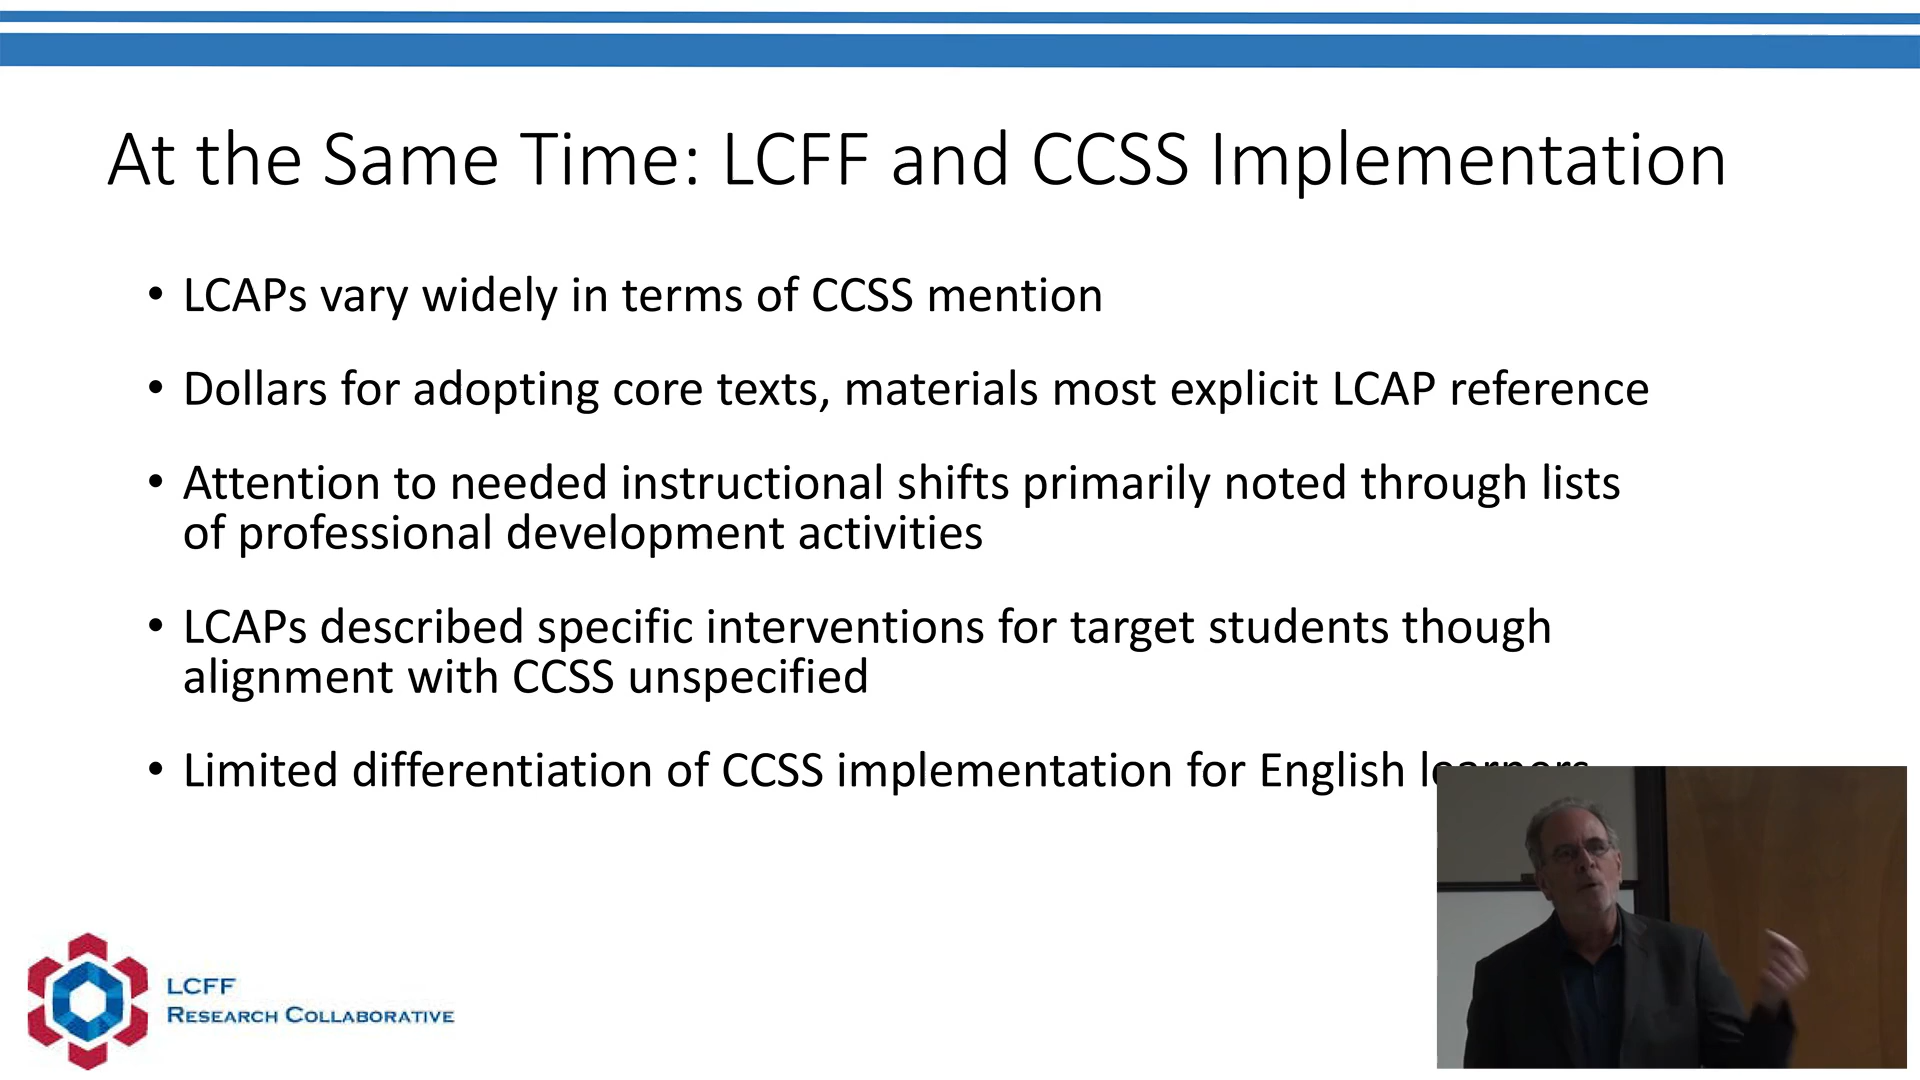 At the Same Time: LCFF and CCSS Implementation
• LCAPs vary widely in terms of CCSS mention
• Dollars for adopting core texts, materials most explicit LCAP reference
• Attention to needed instructional shifts primarily noted through lists
of professional development activities
• LCAPs described specific interventions for target students though
alignment with CCSS unspecified
• Limited differentiation of CCSS implementation for English learners
LCFF
RESEARCH COLLABORATIVE